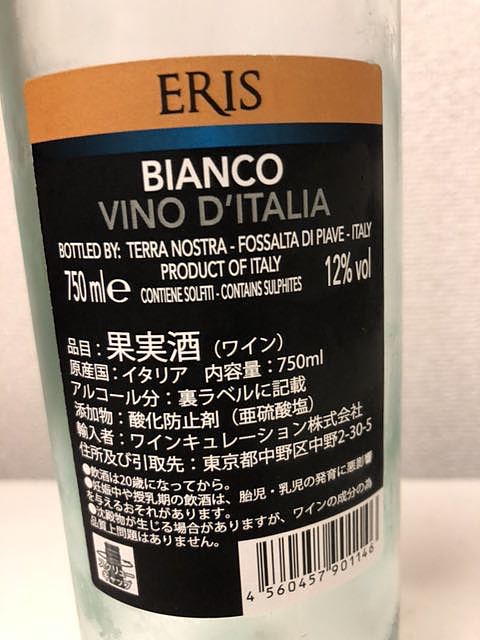 ERIS
BIANCO
VINO D'ITALIA
BOTTLED BY: TERRA NOSTRA - FOSSALTA DI PIAVE - ITALY
PRODUCT OF ITALY
750 ml e
CONTIENE SOLFITI - CONTAINS SULPHITES
12% vol
品目：果実酒（ワイン）
原産国：イタリア　内容量：750ml
アルコール分：裏ラベルに記載
添加物：酸化防止剤（亜硫酸塩）
輸入者：ワインキュレーション株式会社
住所及び引取先：東京都中野区中野2-30-5
●飲酒は20歳になってから。
●妊娠中や授乳期の飲酒は、胎児・乳児の発育に悪影響
を与えるおそれがあります。
●沈殿物が生じる場合がありますが、ワインの成分の為
品質上問題はありません。
スクリュー
キャップ
4 560457 901146